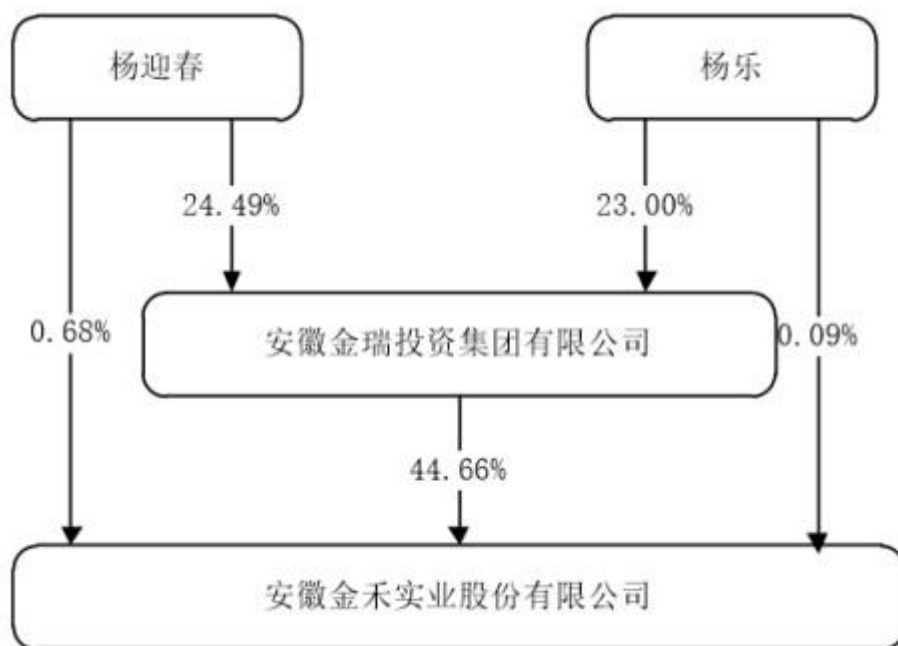 杨迎春
杨乐
24.49%
23.00%
0.68%
安徽金瑞投资集团有限公司
0.09%
44.66%
安徽金禾实业股份有限公司